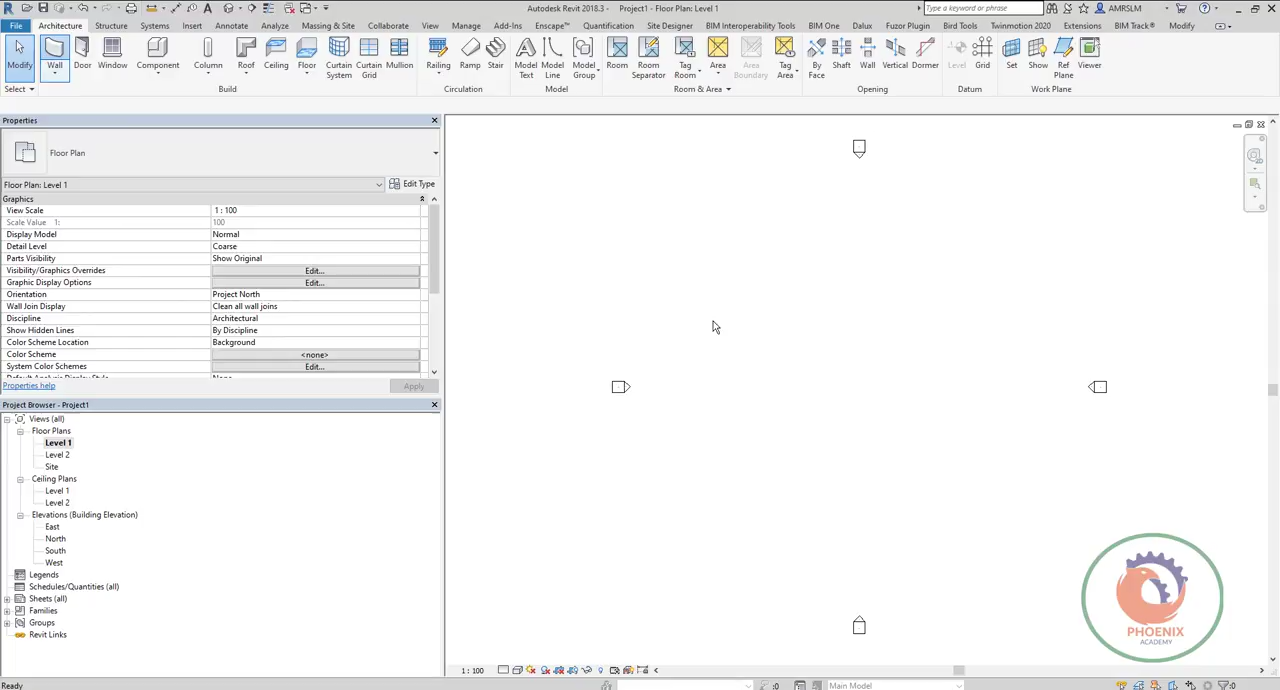 Autodesk Revit 2018.3 - Project1 - Floor Plan: Level 1
Type a keyword or phrase
AMRSLM
File Architecture Structure Systems Insert Annotate Analyze Massing & Site Collaborate View Manage Add-Ins Enscape™ Quantification Site Designer BIM Interoperability Tools BIM One Dalux Fuzor Plugin Bird Tools Twinmotion 2020 Extensions BIM Track® Modify
Modify Wall Door Window Component Column Roof Ceiling Floor Curtain System Curtain Grid Mullion Railing Ramp Stair Model Text Model Line Model Group Room Room Separator Tag Room Area Area Boundary Tag Area By Face Shaft Wall Vertical Dormer Level Grid Set Show Ref Plane Viewer
Select Build Circulation Model Room & Area Opening Datum Work Plane
Properties
Floor Plan
Floor Plan: Level 1 Edit Type
Graphics
View Scale 1 : 100
Scale Value 1: 100
Display Model Normal
Detail Level Coarse
Parts Visibility Show Original
Visibility/Graphics Overrides Edit...
Graphic Display Options Edit...
Orientation Project North
Wall Join Display Clean all wall joins
Discipline Architectural
Show Hidden Lines By Discipline
Color Scheme Location Background
Color Scheme <none>
System Color Schemes Edit...
Default Analysis Display Style None
Properties help Apply
Project Browser - Project1
Views (all)
Floor Plans
Level 1
Level 2
Site
Ceiling Plans
Level 1
Level 2
Elevations (Building Elevation)
East
North
South
West
Legends
Schedules/Quantities (all)
Sheets (all)
Families
Groups
Revit Links
PHOENIX
ACADEMY
1 : 100
Ready :0 Main Model :0